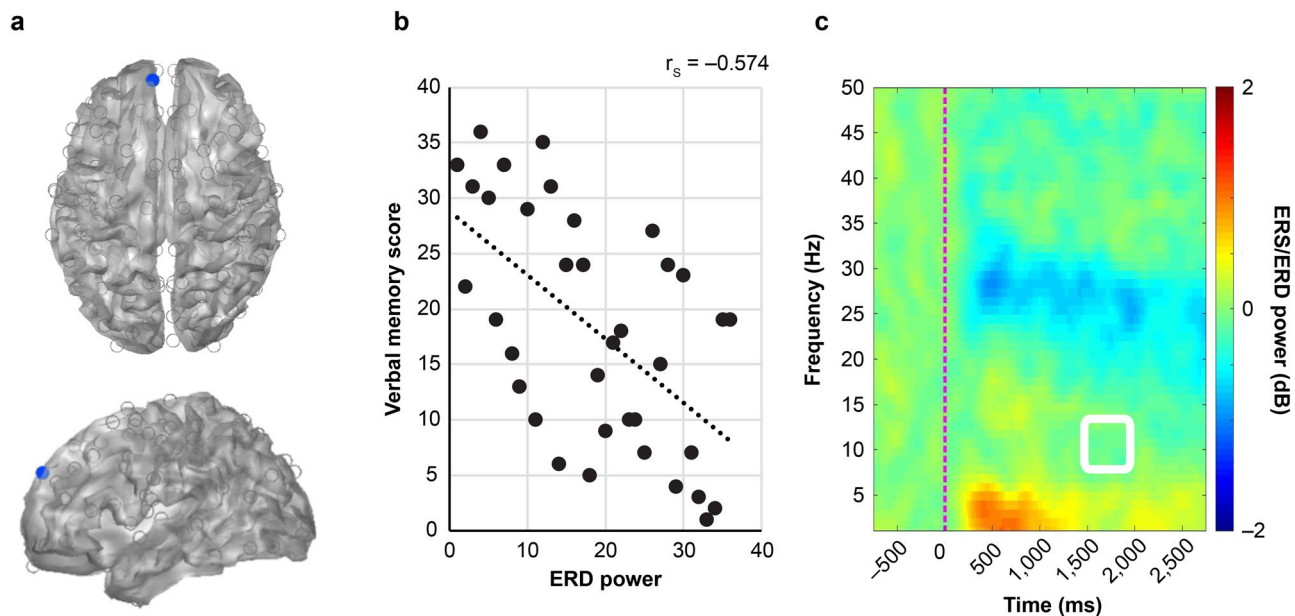 a
b
c
rₛ = –0.574
40
35
30
25
20
15
10
5
0
Verbal memory score
0 10 20 30 40
ERD power
50
45
40
35
30
25
20
15
10
5
Frequency (Hz)
–500 0 500 1,000 1,500 2,000 2,500
Time (ms)
2
0
–2
ERS/ERD power (dB)